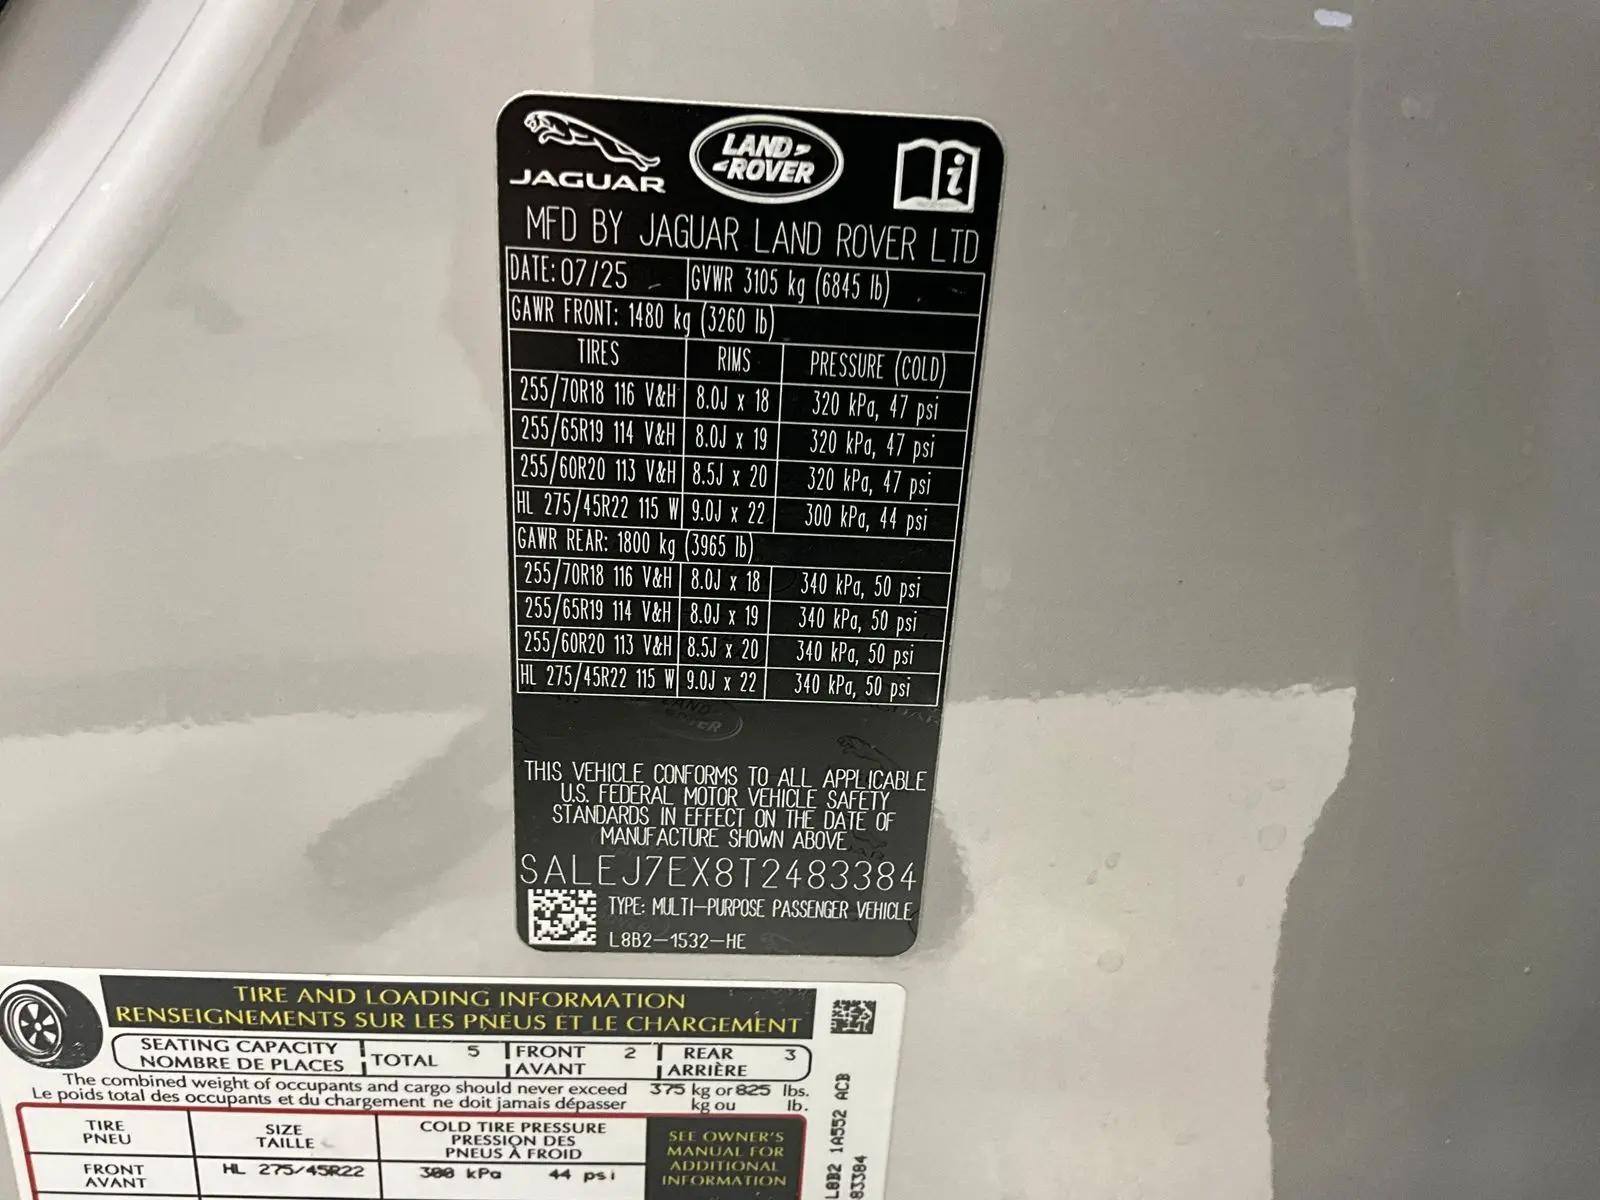 JAGUAR
LAND ROVER
MFD BY JAGUAR LAND ROVER LTD
DATE: 07/25 GVWR 3105 kg (6845 lb)
GAWR FRONT: 1480 kg (3260 lb)
TIRES RIMS PRESSURE (COLD)
255/70R18 116 V&H 8.0J x 18 320 kPa, 47 psi
255/65R19 114 V&H 8.0J x 19 320 kPa, 47 psi
255/60R20 113 V&H 8.5J x 20 320 kPa, 47 psi
HL 275/45R22 115 W 9.0J x 22 300 kPa, 44 psi
GAWR REAR: 1800 kg (3965 lb)
255/70R18 116 V&H 8.0J x 18 340 kPa, 50 psi
255/65R19 114 V&H 8.0J x 19 340 kPa, 50 psi
255/60R20 113 V&H 8.5J x 20 340 kPa, 50 psi
HL 275/45R22 115 W 9.0J x 22 340 kPa, 50 psi
LAND ROVER
THIS VEHICLE CONFORMS TO ALL APPLICABLE
U.S. FEDERAL MOTOR VEHICLE SAFETY
STANDARDS IN EFFECT ON THE DATE OF
MANUFACTURE SHOWN ABOVE
SALEJ7EX8T2483384
TYPE: MULTI-PURPOSE PASSENGER VEHICLE
L8B2-1532-HE
TIRE AND LOADING INFORMATION
RENSEIGNEMENTS SUR LES PNEUS ET LE CHARGEMENT
SEATING CAPACITY
NOMBRE DE PLACES
TOTAL 5
FRONT 2
AVANT
REAR 3
ARRIÈRE
The combined weight of occupants and cargo should never exceed 375 kg or 825 lbs.
Le poids total des occupants et du chargement ne doit jamais dépasser kg ou lb.
TIRE
PNEU
SIZE
TAILLE
COLD TIRE PRESSURE
PRESSION DES
PNEUS À FROID
SEE OWNER'S
MANUAL FOR
ADDITIONAL
INFORMATION
FRONT
AVANT
HL 275/45R22
300 kPa 44 psi
L8B2 1A552 ACB
83384